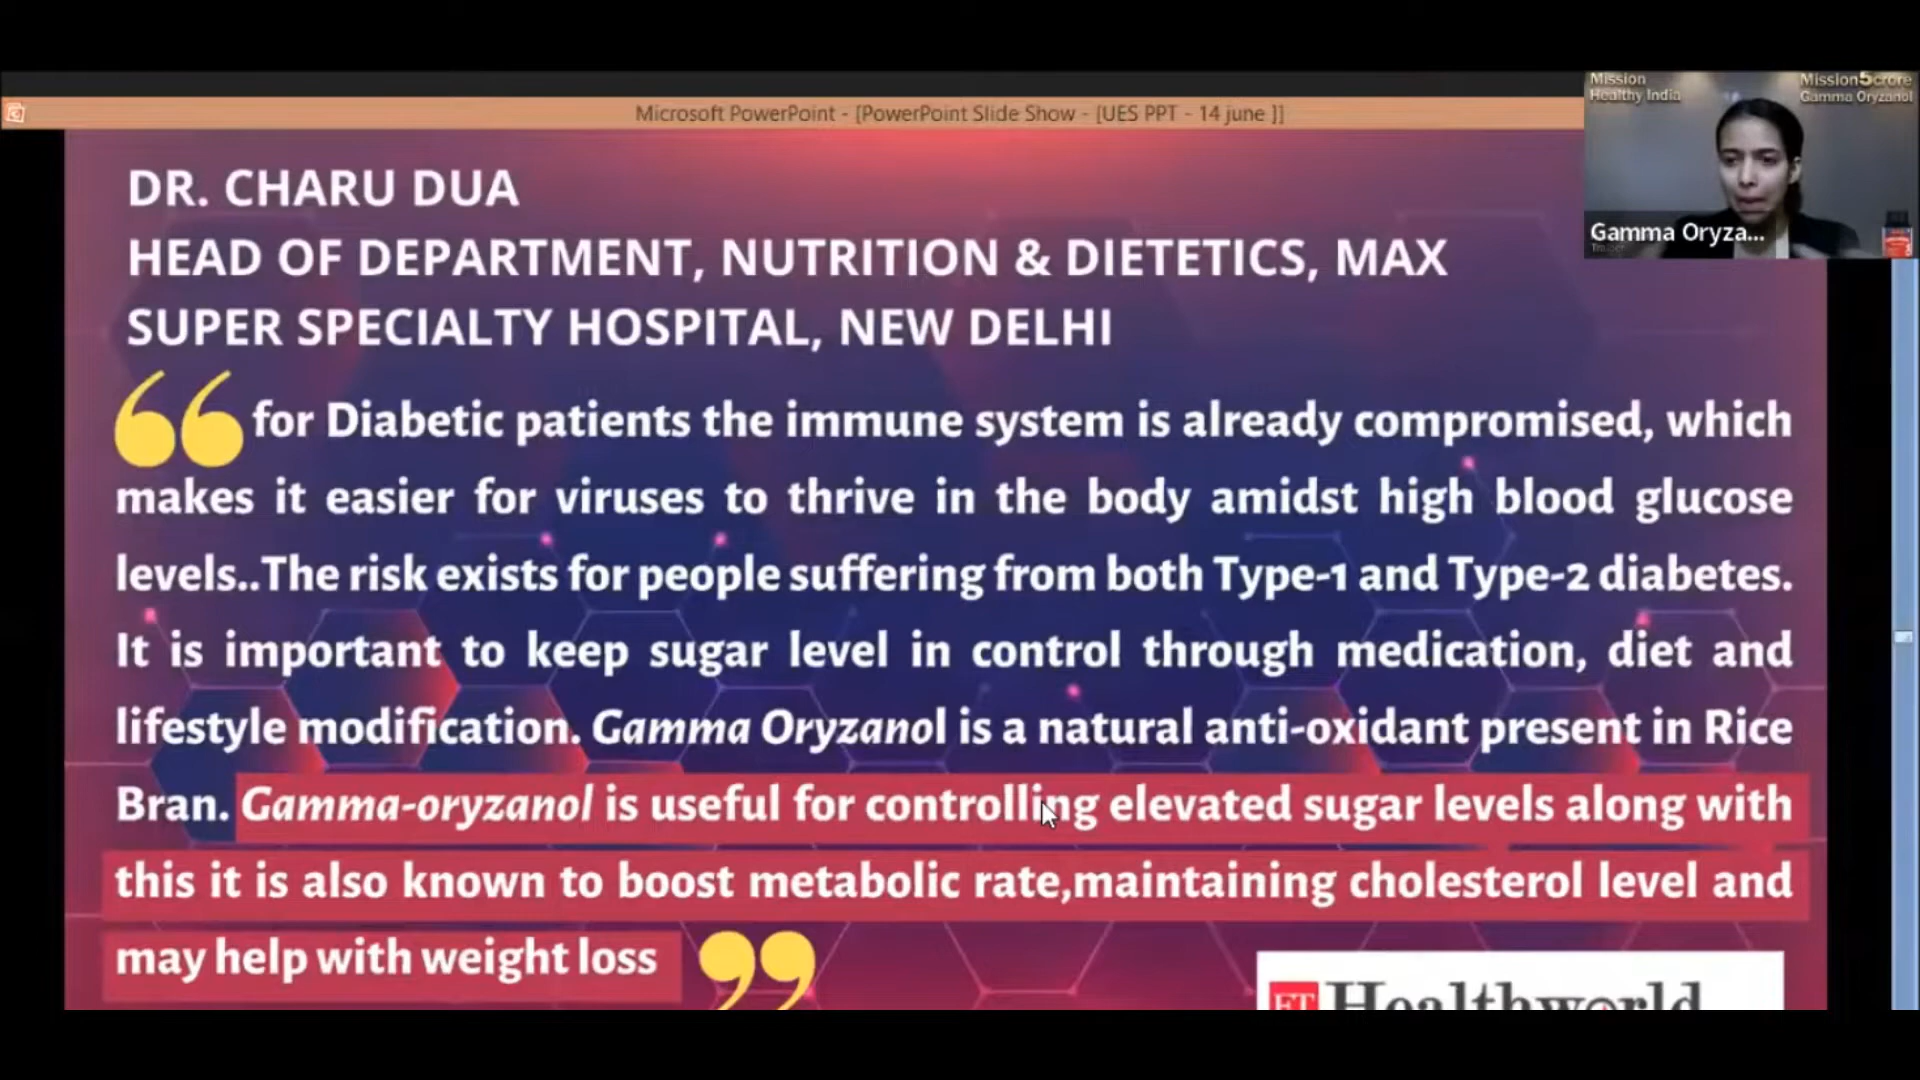 Mission
Healthy India
Mission 5 crore
Gamma Oryzanol
Microsoft PowerPoint - [PowerPoint Slide Show - [UES PPT - 14 june ]]
Gamma Oryza...
DR. CHARU DUA
HEAD OF DEPARTMENT, NUTRITION & DIETETICS, MAX
SUPER SPECIALTY HOSPITAL, NEW DELHI
“for Diabetic patients the immune system is already compromised, which
makes it easier for viruses to thrive in the body amidst high blood glucose
levels..The risk exists for people suffering from both Type-1 and Type-2 diabetes.
It is important to keep sugar level in control through medication, diet and
lifestyle modification. Gamma Oryzanol is a natural anti-oxidant present in Rice
Bran. Gamma-oryzanol is useful for controlling elevated sugar levels along with
this it is also known to boost metabolic rate,maintaining cholesterol level and
may help with weight loss”
ET Healthworld